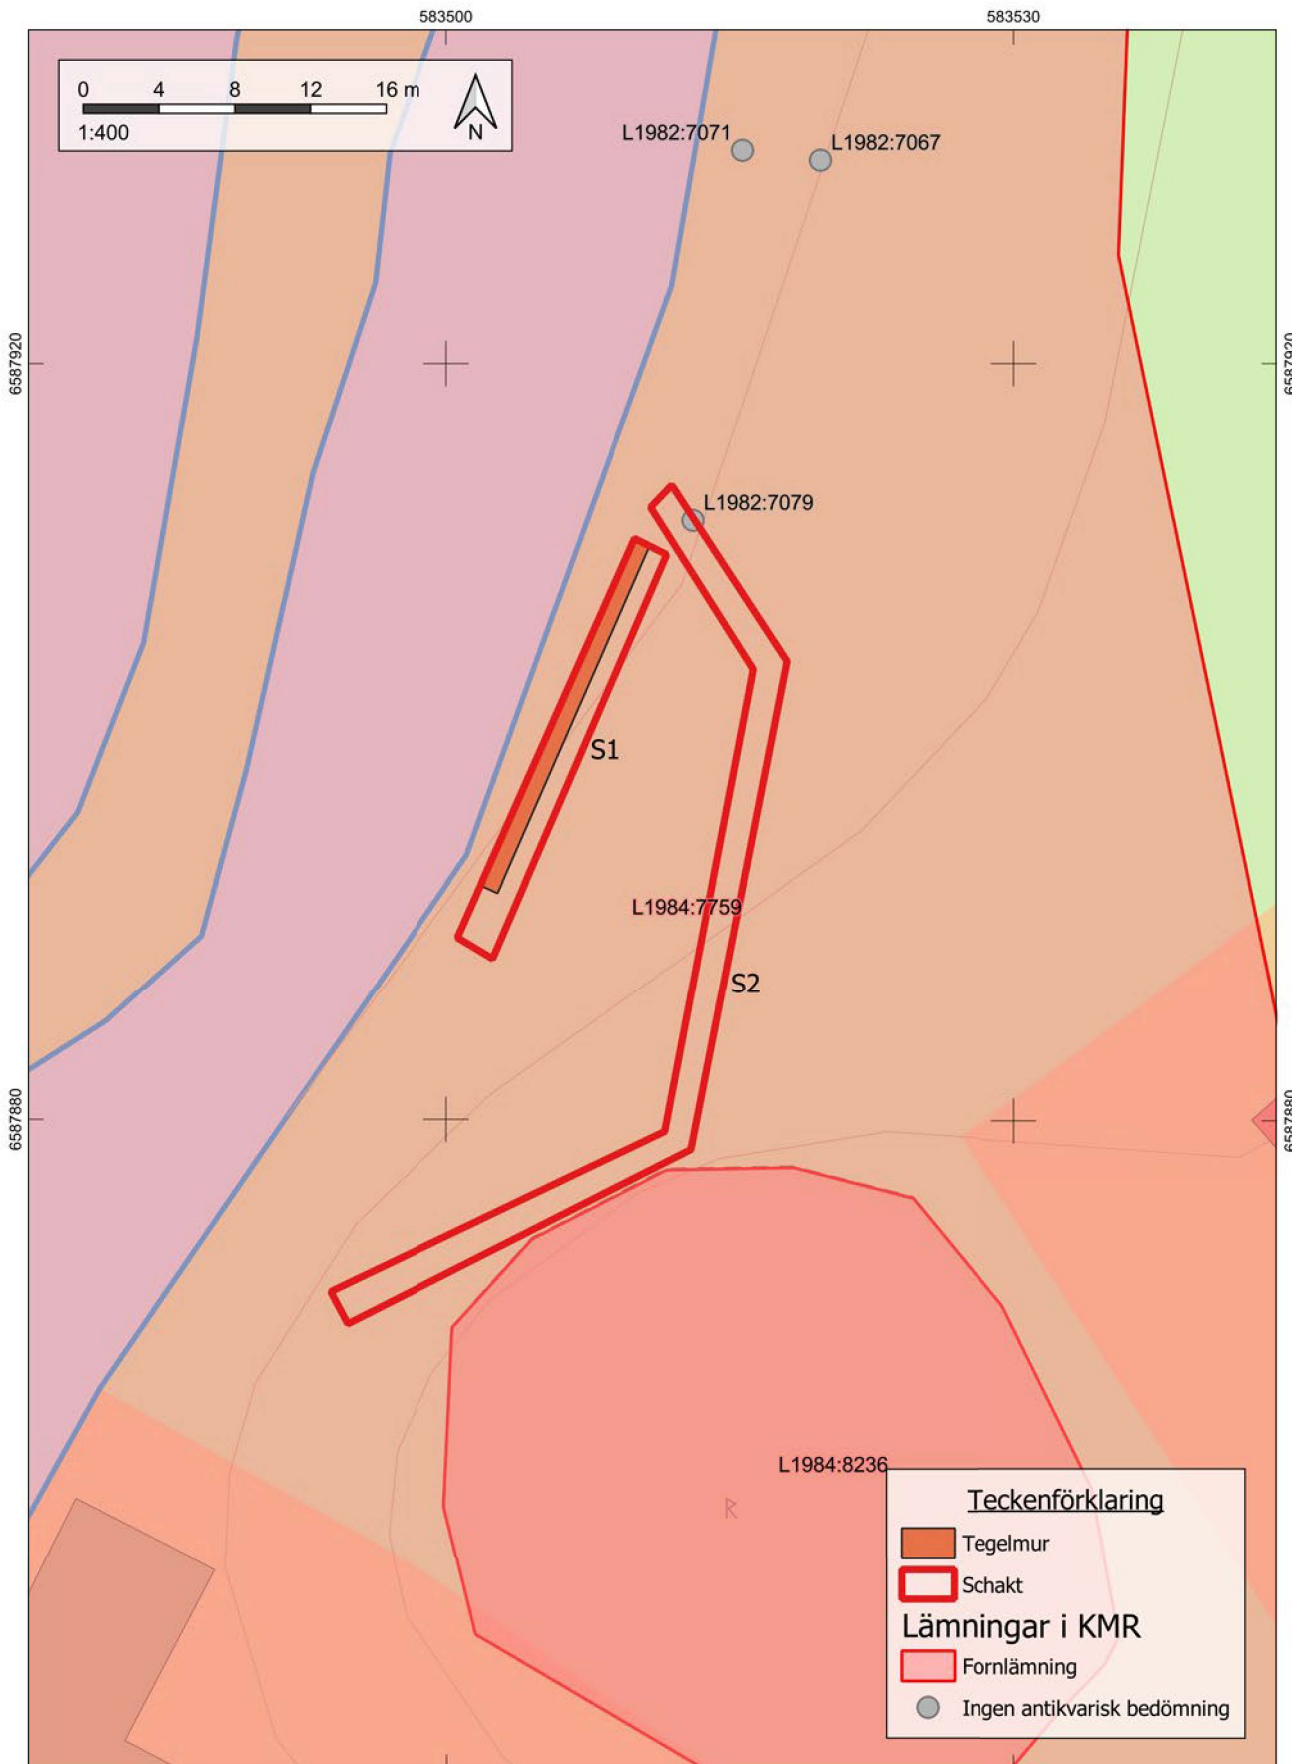 583500
583530
0 4 8 12 16 m
1:400
N
L1982:7071
L1982:7067
6587920
6587920
L1982:7079
S1
L1984:7759
S2
6587880
6587880
L1984:8236
R
Teckenförklaring
Tegelmur
Schakt
Lämningar i KMR
Fornlämning
Ingen antikvarisk bedömning